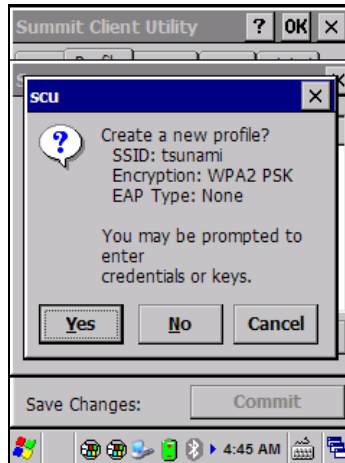 Summit Client Utility ? OK ×
scu ×
Create a new profile?
SSID: tsunami
Encryption: WPA2 PSK
EAP Type: None
You may be prompted to
enter
credentials or keys.
Yes No Cancel
Save Changes: Commit
4:45 AM